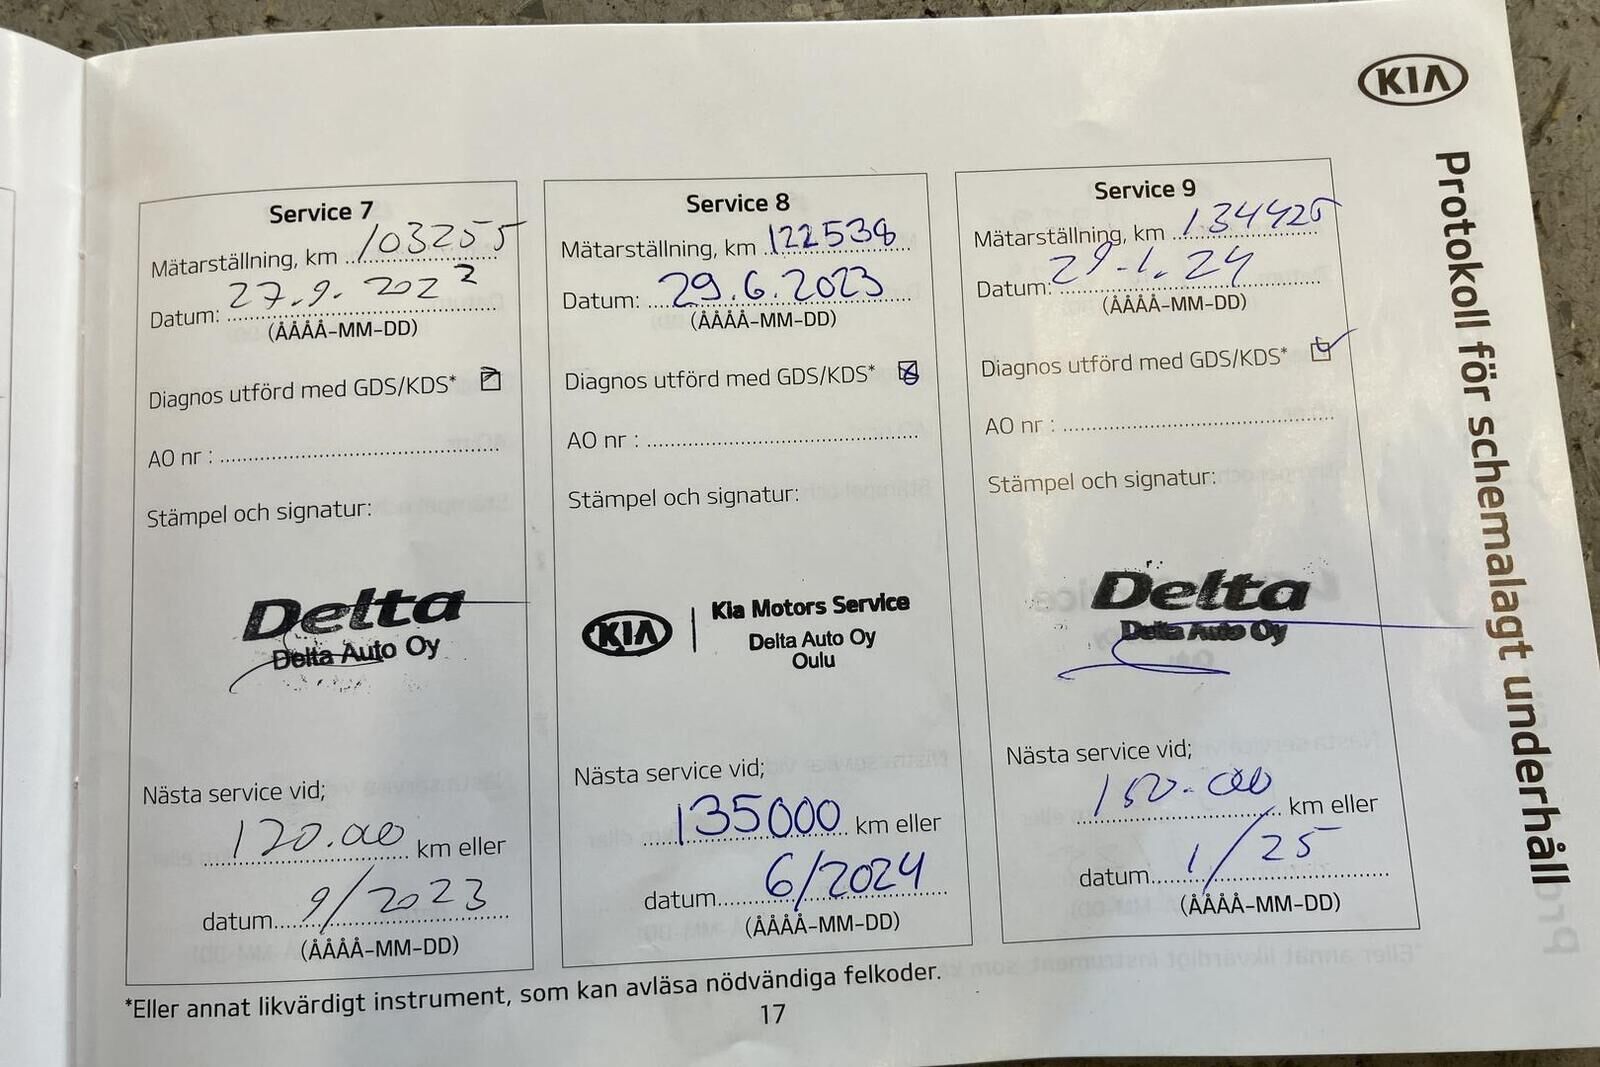 KIA
Protokoll för schemalagt underhåll
Service 7
Mätarställning, km 103255
Datum: 27.9.2022
(ÅÅÅÅ-MM-DD)
Diagnos utförd med GDS/KDS*
AO nr :
Stämpel och signatur:
Delta
Delta Auto Oy
Nästa service vid;
120.00 km eller
datum 9/2023
(ÅÅÅÅ-MM-DD)
Service 8
Mätarställning, km 122538
Datum: 29.6.2023
(ÅÅÅÅ-MM-DD)
Diagnos utförd med GDS/KDS*
AO nr :
Stämpel och signatur:
KIA Kia Motors Service
Delta Auto Oy
Oulu
Nästa service vid;
135000 km eller
datum 6/2024
(ÅÅÅÅ-MM-DD)
Service 9
Mätarställning, km 134425
Datum: 29.1.24
(ÅÅÅÅ-MM-DD)
Diagnos utförd med GDS/KDS*
AO nr :
Stämpel och signatur:
Delta
Delta Auto Oy
Nästa service vid;
150.000 km eller
datum 1/25
(ÅÅÅÅ-MM-DD)
*Eller annat likvärdigt instrument, som kan avläsa nödvändiga felkoder.
17